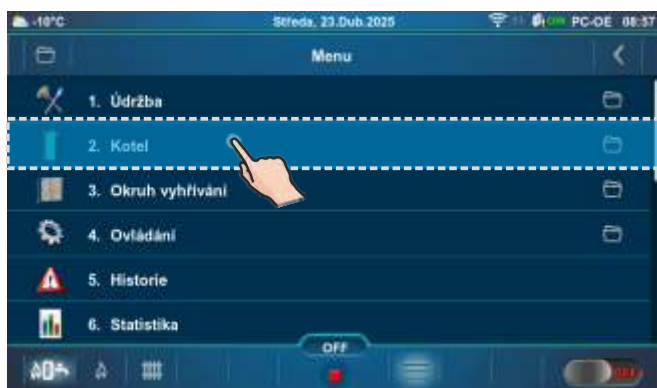 -10°C Středa, 23.Dub.2025 PC-OE 08:57
Menu
1. Údržba
2. Kotel
3. Okruh vyhřívání
4. Ovládání
5. Historie
6. Statistika
OFF
OFF